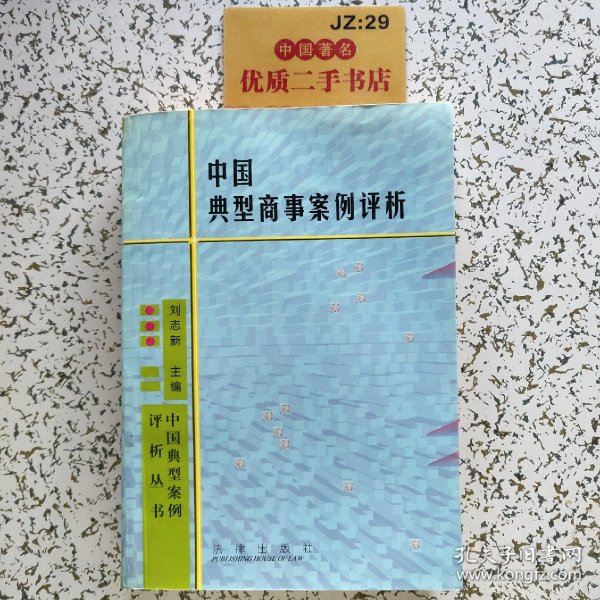 JZ:29
中国著名
优质二手书店
中国
典型商事案例评析
刘志新 主编
中国典型案例
评析丛书
法律出版社
PUBLISHING HOUSE OF LAW
孔夫子旧书网
www.kongfz.com